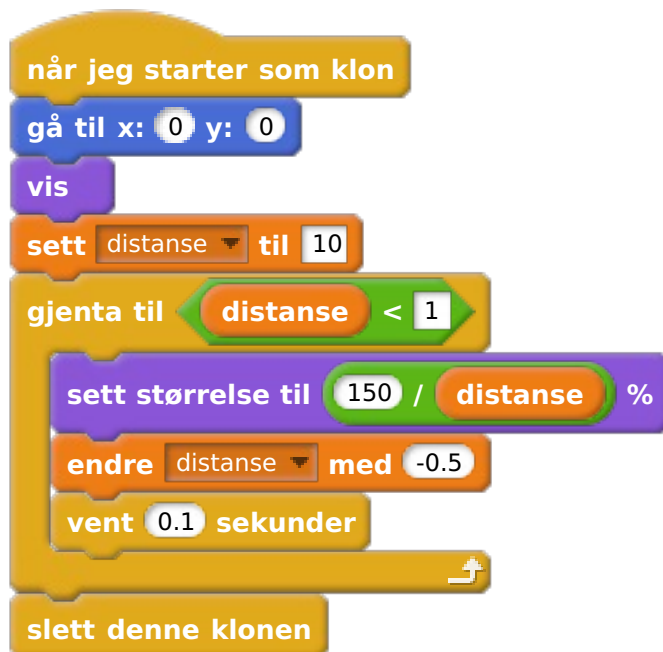 når jeg starter som klon
gå til x: 0 y: 0
vis
sett distanse til 10
gjenta til distanse < 1
sett størrelse til 150 / distanse %
endre distanse med -0.5
vent 0.1 sekunder
slett denne klonen